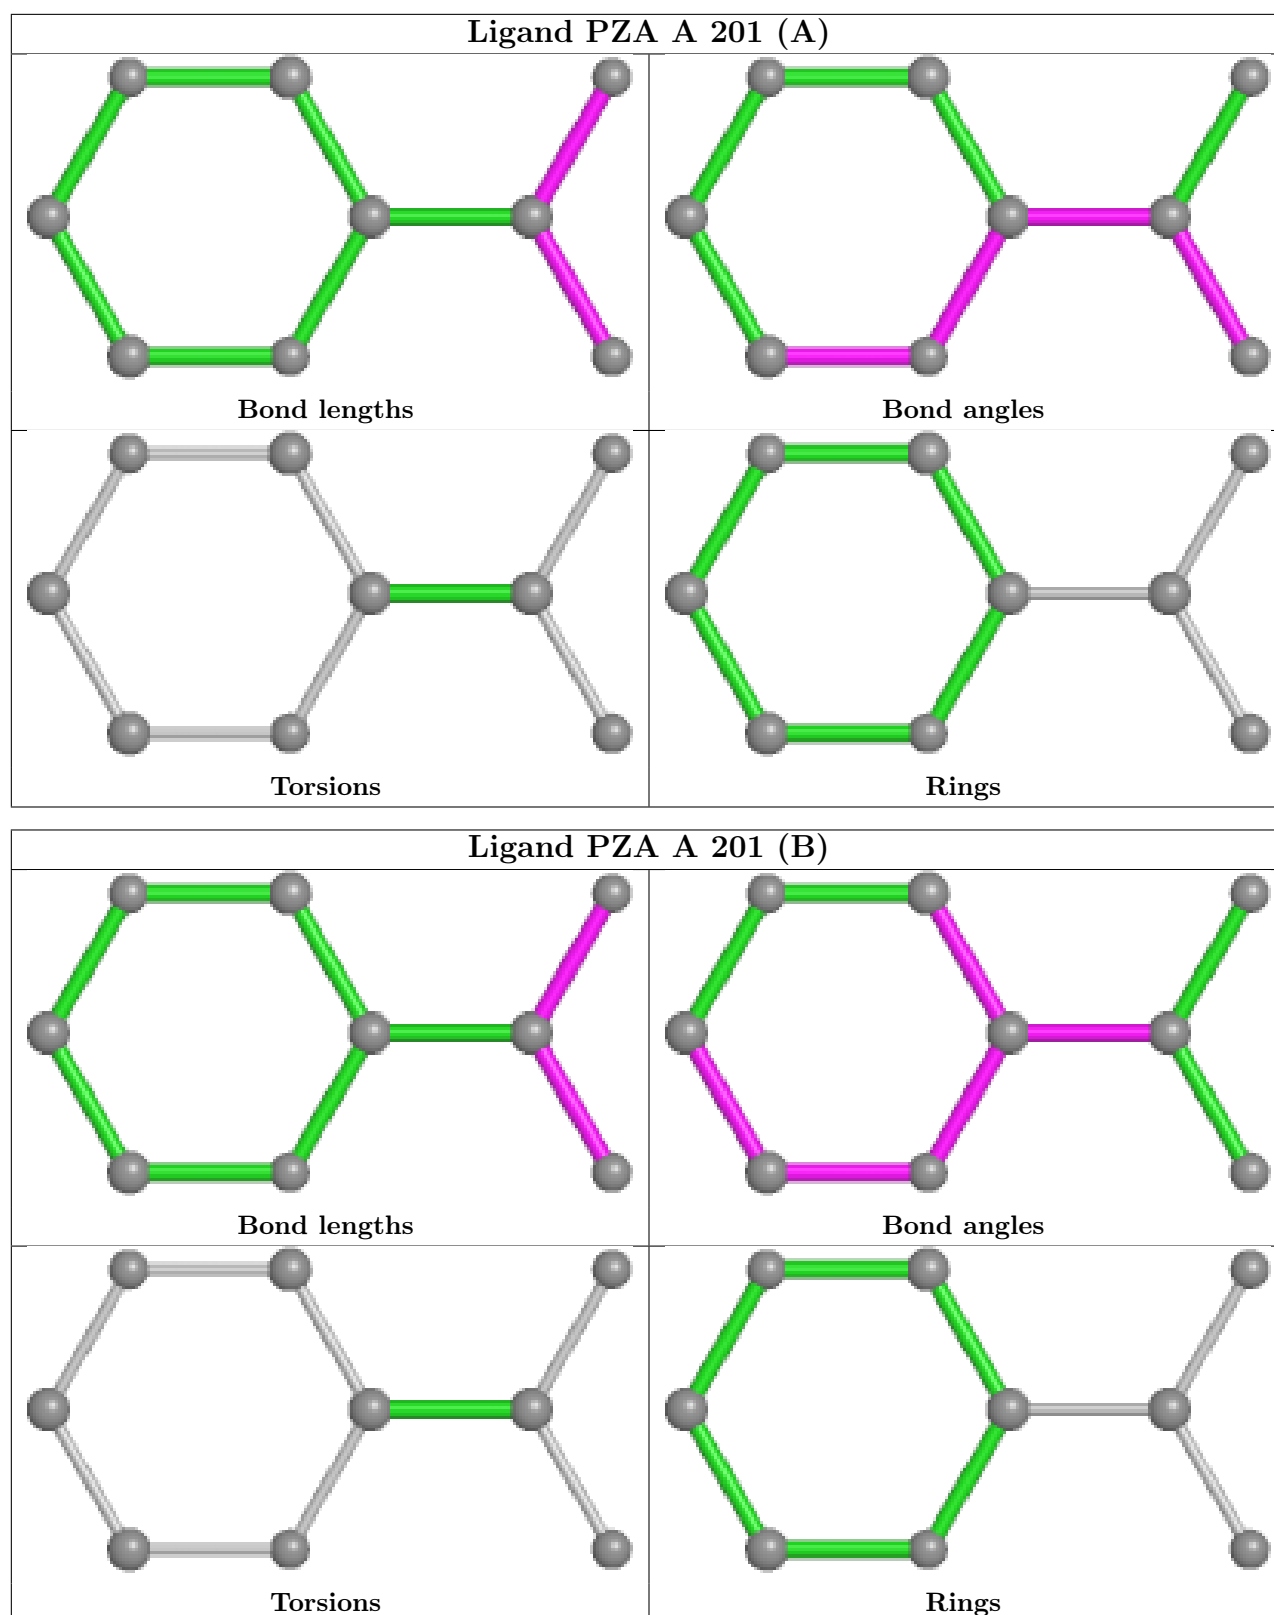 Ligand PZA A 201 (A)
Bond lengths
Bond angles
Torsions
Rings
Ligand PZA A 201 (B)
Bond lengths
Bond angles
Torsions
Rings